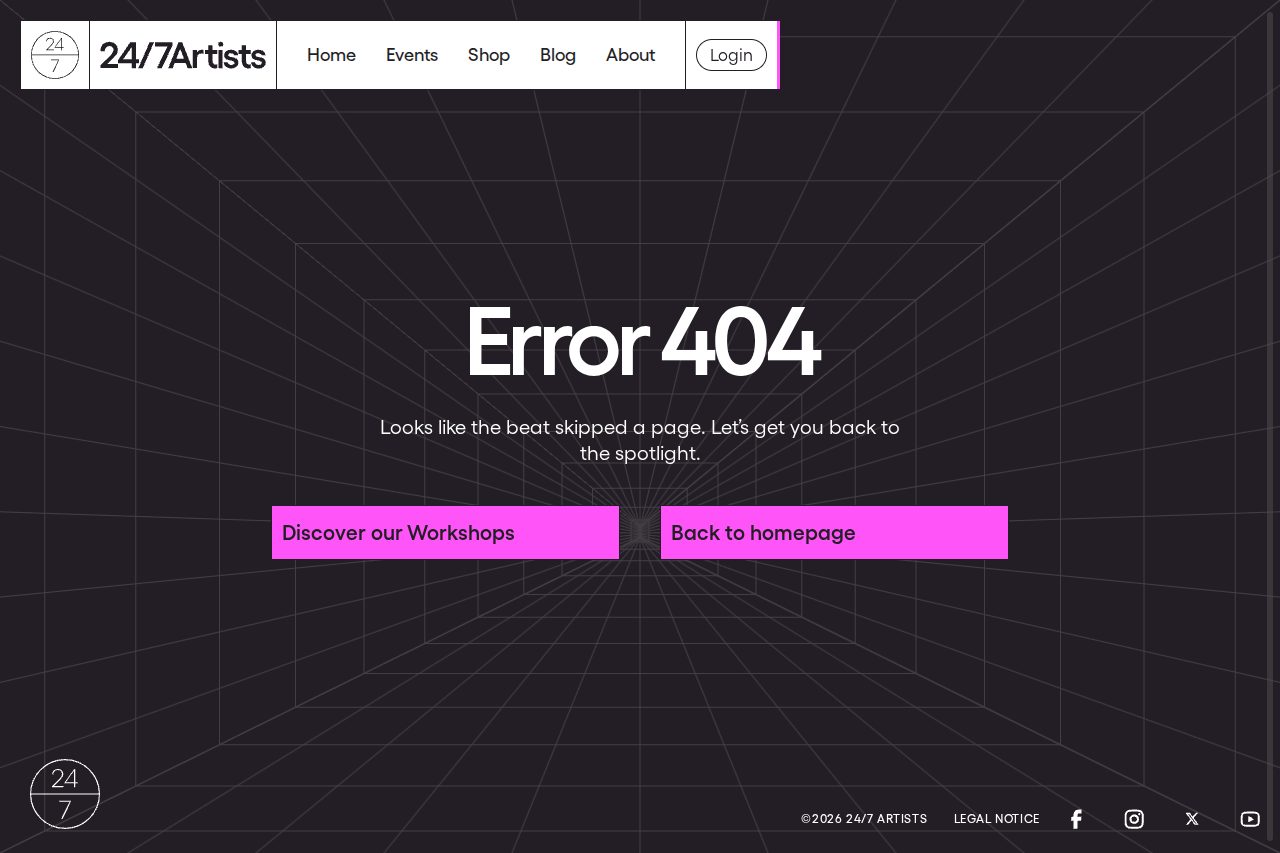 24
7
24/7Artists
Home
Events
Shop
Blog
About
Login
Error 404
Looks like the beat skipped a page. Let's get you back to
the spotlight.
Discover our Workshops
Back to homepage
24
7
©2026 24/7 ARTISTS
LEGAL NOTICE